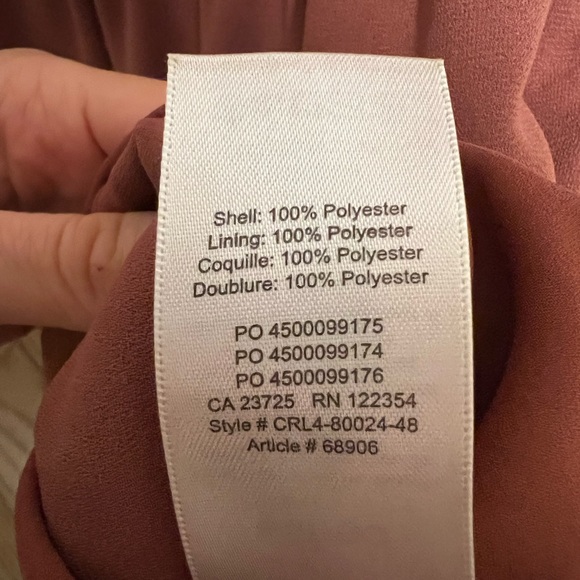 Shell: 100% Polyester
Lining: 100% Polyester
Coquille: 100% Polyester
Doublure: 100% Polyester
PO 4500099175
PO 4500099174
PO 4500099176
CA 23725 RN 122354
Style # CRL4-80024-48
Article # 68906